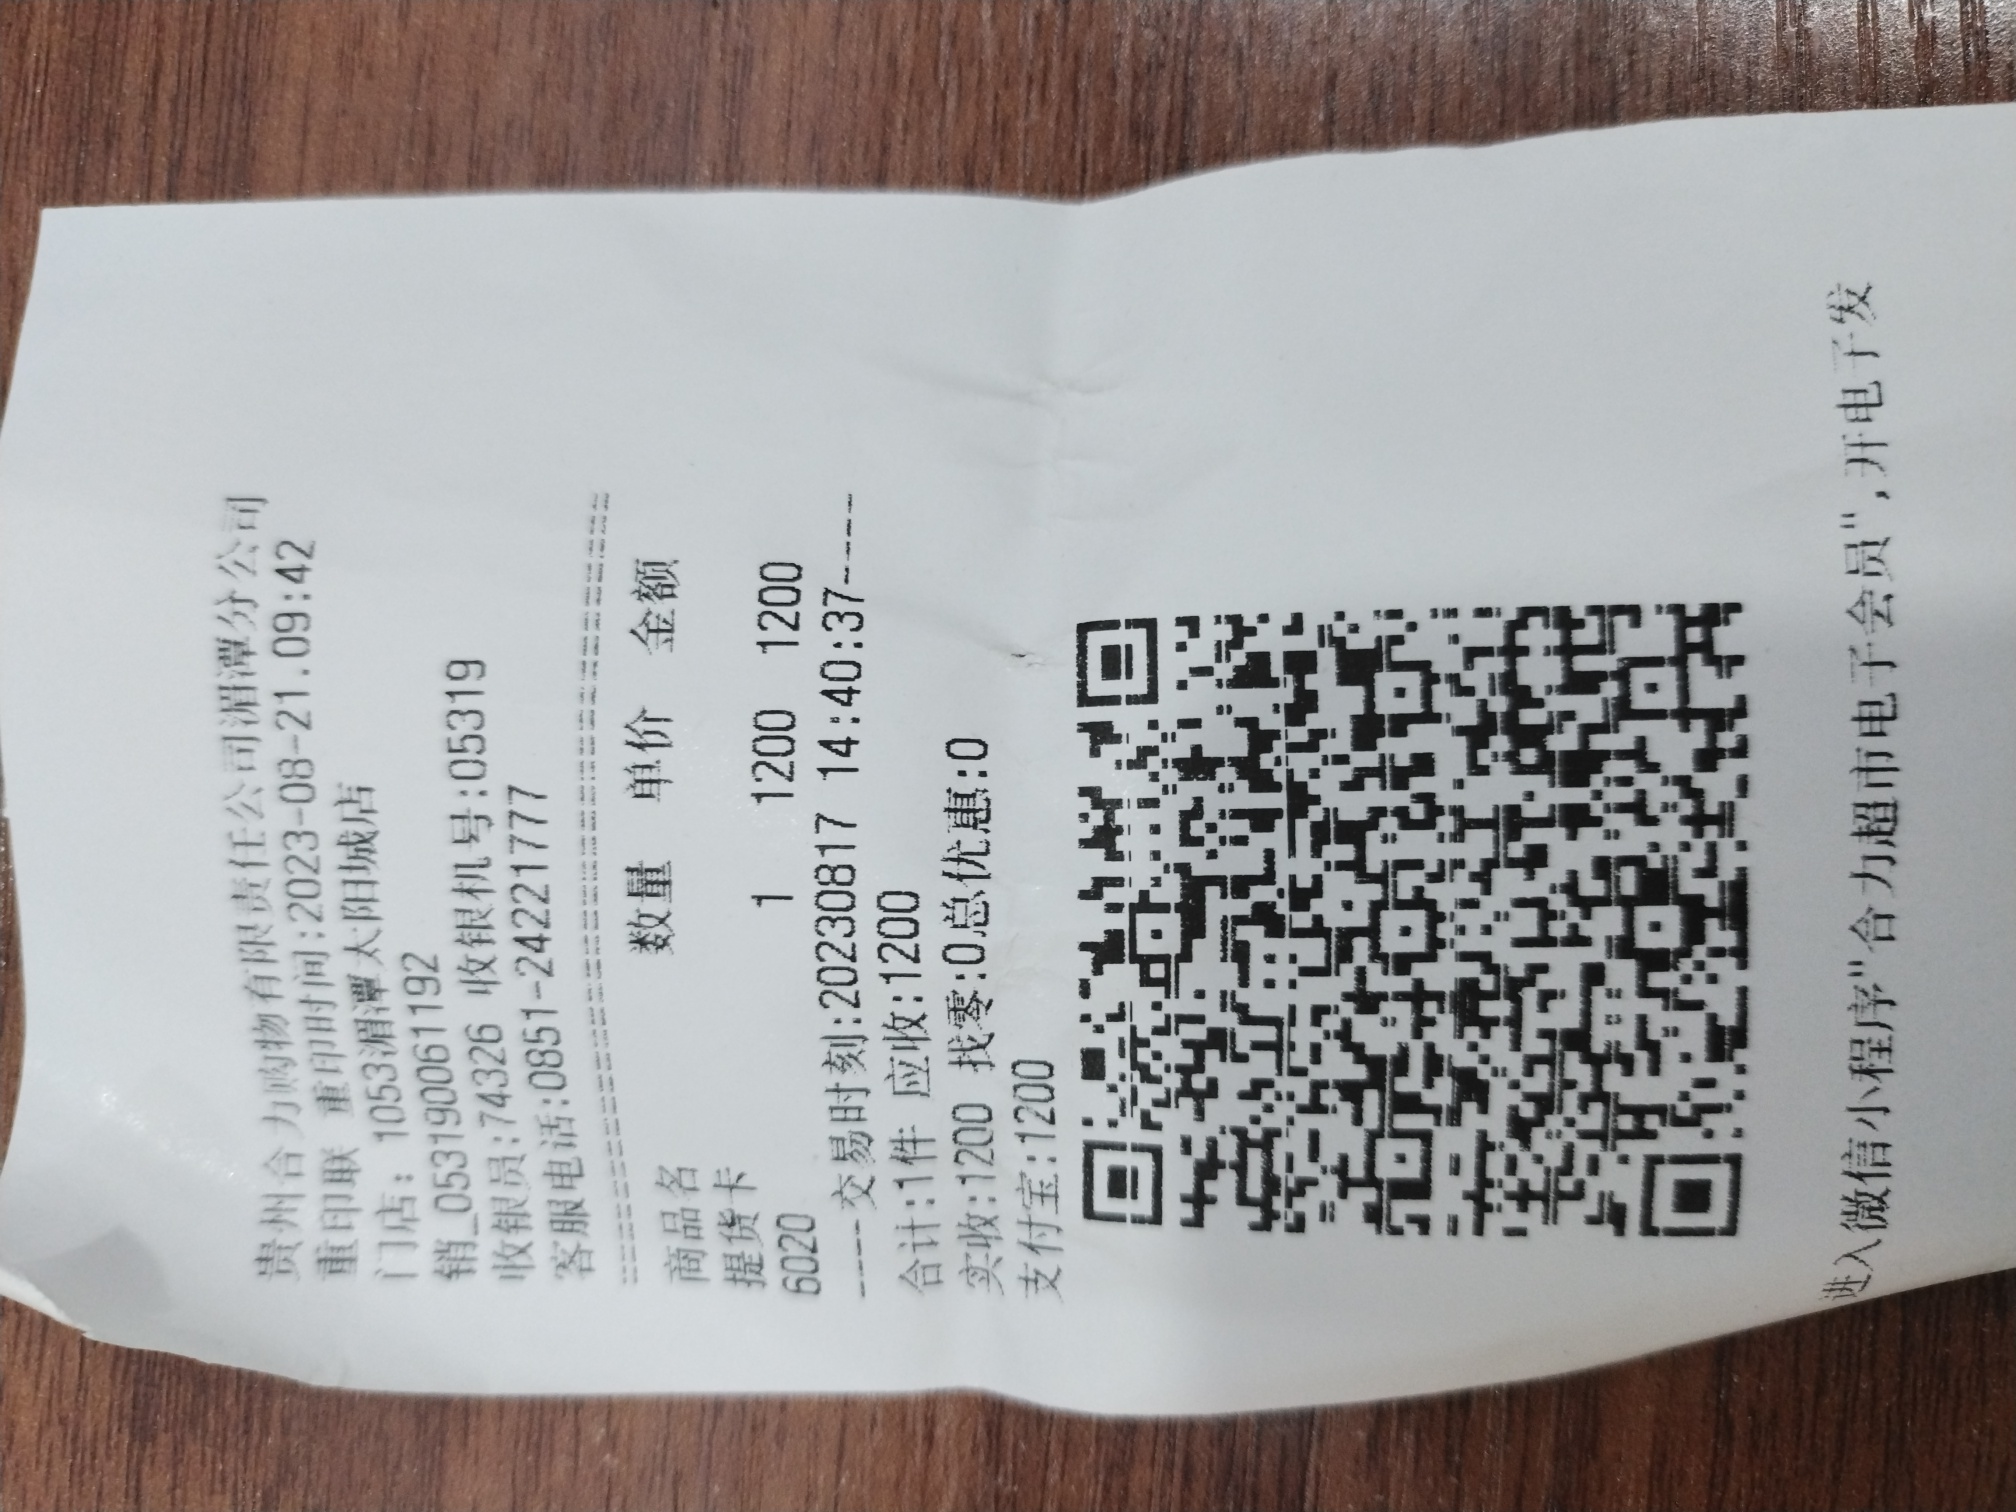 贵州合力购物有限责任公司湄潭分公司
重印联 重印时间:2023-08-21.09:42
门店: 1053湄潭太阳城店
销_053190061192
收银员:74326 收银机号:05319
客服电话:0851-24221777
================================
商品名 数量 单价 金额
提货卡
6020 1 1200 1200
----交易时刻:20230817 14:40:37----
合计:1件 应收:1200
实收:1200 找零:0总优惠:0
支付宝:1200
进入微信小程序"合力超市电子会员",开电子发